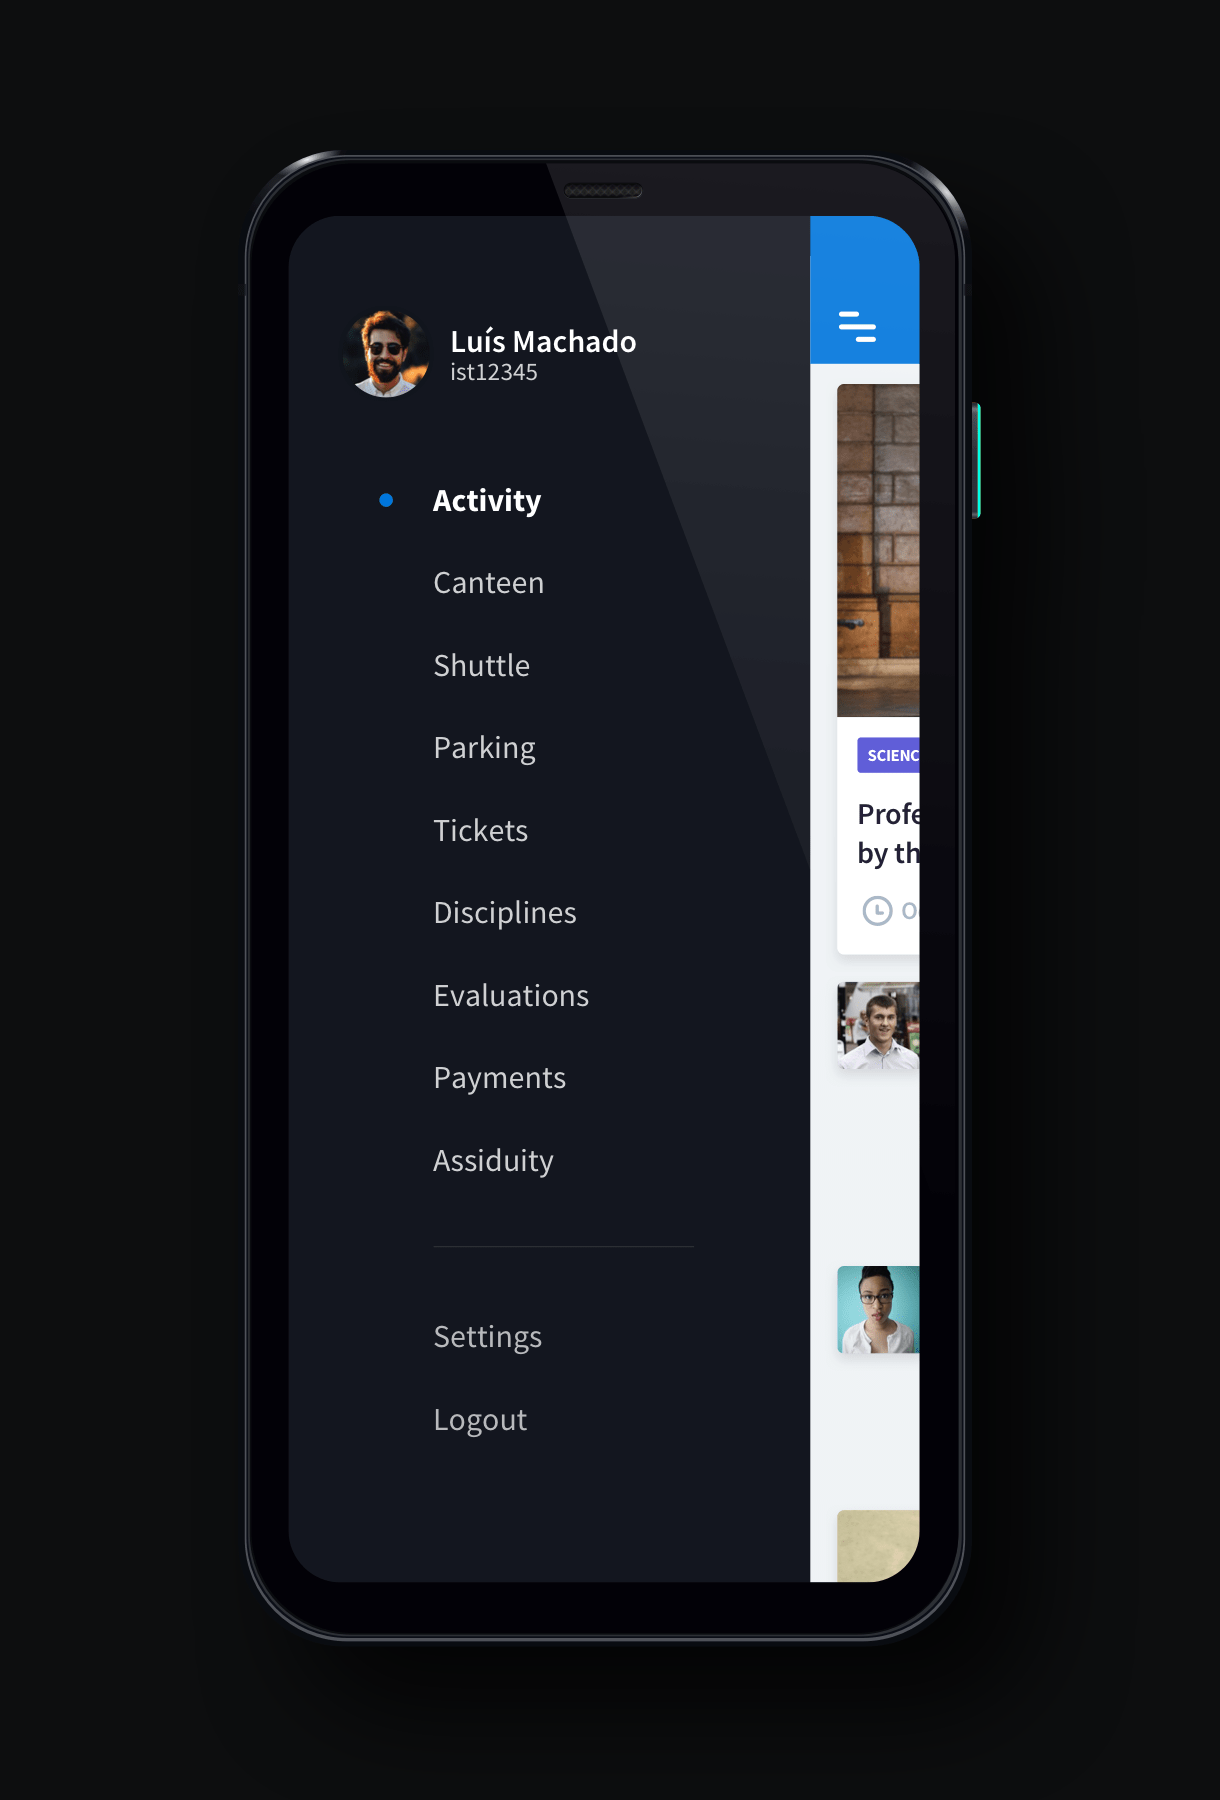 Luís Machado
ist12345
Activity
Canteen
Shuttle
Parking
Tickets
Disciplines
Evaluations
Payments
Assiduity
Settings
Logout
SCIENC
Profe
by th
O